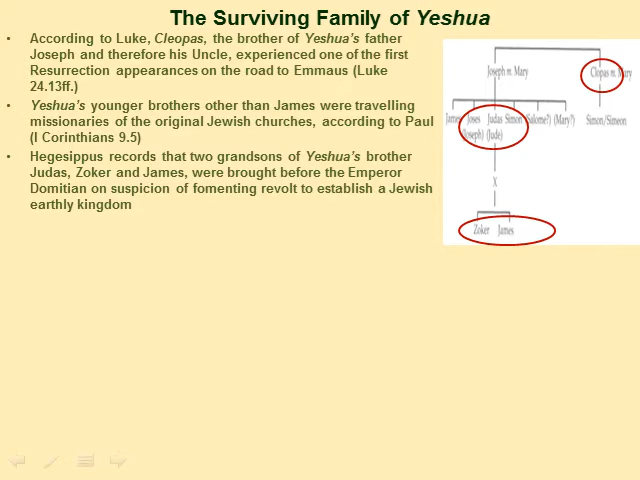 The Surviving Family of Yeshua
• According to Luke, Cleopas, the brother of Yeshua's father
Joseph and therefore his Uncle, experienced one of the first
Resurrection appearances on the road to Emmaus (Luke
24.13ff.)
• Yeshua's younger brothers other than James were travelling
missionaries of the original Jewish churches, according to Paul
(I Corinthians 9.5)
• Hegesippus records that two grandsons of Yeshua's brother
Judas, Zoker and James, were brought before the Emperor
Domitian on suspicion of fomenting revolt to establish a Jewish
earthly kingdom
Joseph m. Mary Clopas m. Mary
James Joses Judas Simon (Salome?) (Mary?) Simon/Simeon
(Joseph) (Jude)
X
Zoker James